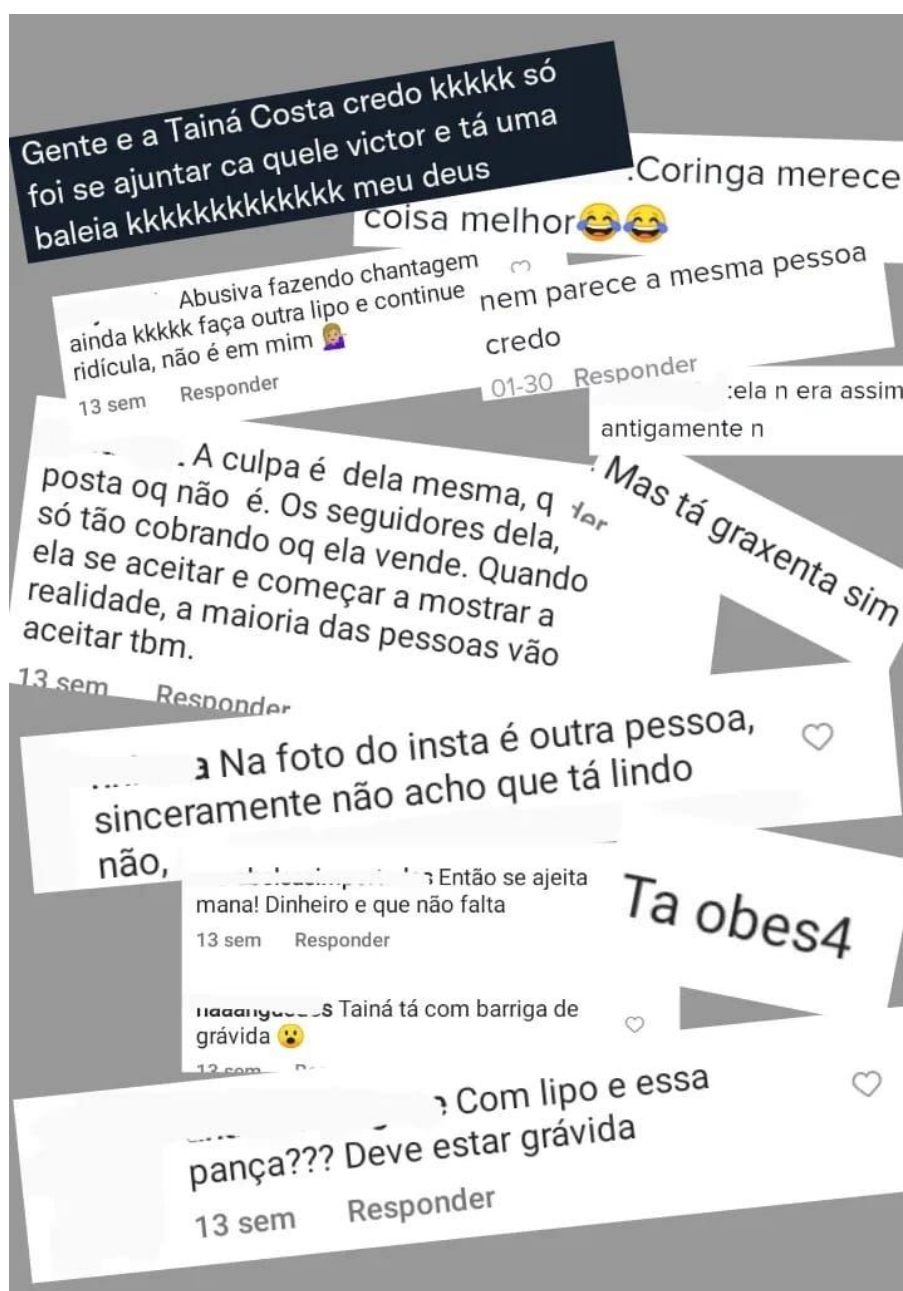 Gente e a Tainá Costa credo kkkkk só
foi se ajuntar ca quele victor e tá uma
baleia kkkkkkkkkkkkk meu deus
.Coringa merece
coisa melhor😂😂
Abusiva fazendo chantagem
ainda kkkkk faça outra lipo e continue
ridícula, não é em mim 💁🏼‍♀️
13 sem Responder
nem parece a mesma pessoa
credo
01-30 Responder
:ela n era assim
antigamente n
. A culpa é dela mesma, q
posta oq não é. Os seguidores dela,
só tão cobrando oq ela vende. Quando
ela se aceitar e começar a mostrar a
realidade, a maioria das pessoas vão
aceitar tbm.
13 sem Responder
Mas tá graxenta sim
a Na foto do insta é outra pessoa,
sinceramente não acho que tá lindo
não,
Então se ajeita
mana! Dinheiro e que não falta
13 sem Responder
Ta obes4
s Tainá tá com barriga de
grávida 😮
13 sem
e Com lipo e essa
pança??? Deve estar grávida
13 sem Responder